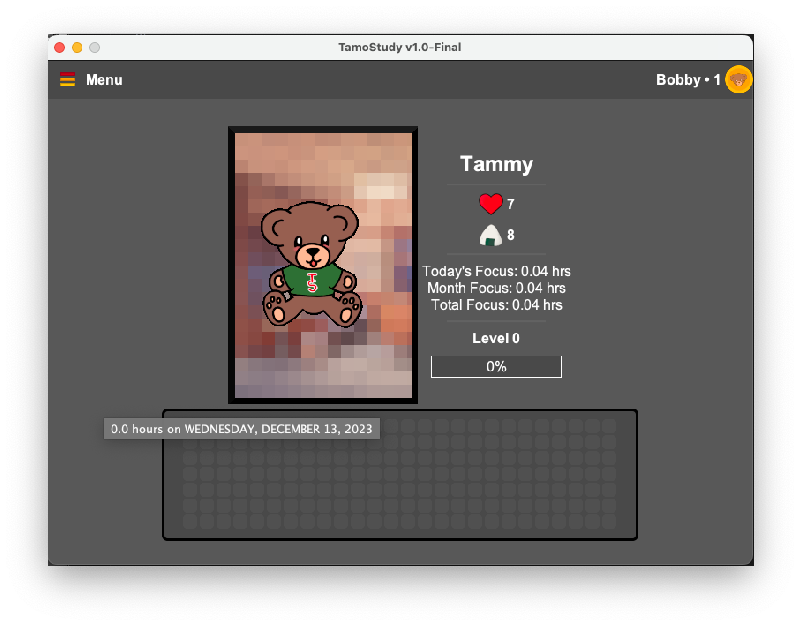 TamoStudy v1.0-Final
Menu
Bobby • 1
Tammy
7
8
TS
Today's Focus: 0.04 hrs
Month Focus: 0.04 hrs
Total Focus: 0.04 hrs
Level 0
0%
0.0 hours on WEDNESDAY, DECEMBER 13, 2023